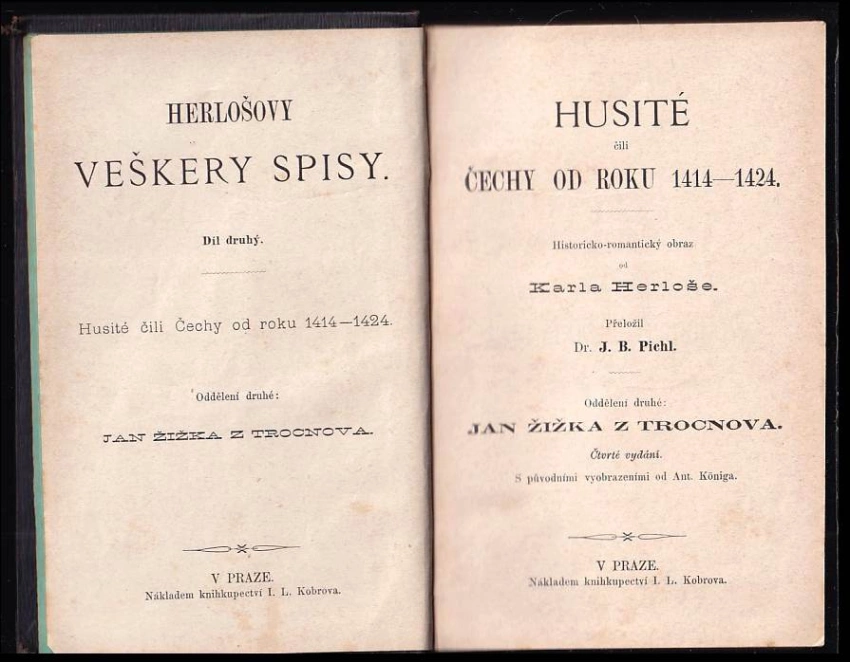 HERLOŠOVY
VEŠKERY SPISY.
Díl druhý.
Husité čili Čechy od roku 1414—1424.
Oddělení druhé:
JAN ŽIŽKA Z TROCNOVA.
V PRAZE.
Nákladem knihkupectví I. L. Kobrova.
HUSITÉ
čili
ČECHY OD ROKU 1414—1424.
Historicko-romantický obraz
od
Karla Herloše.
Přeložil
Dr. J. B. Pichl.
Oddělení druhé:
JAN ŽIŽKA Z TROCNOVA.
Čtvrté vydání.
S původními vyobrazeními od Ant. Königa.
V PRAZE.
Nákladem knihkupectví I. L. Kobrova.